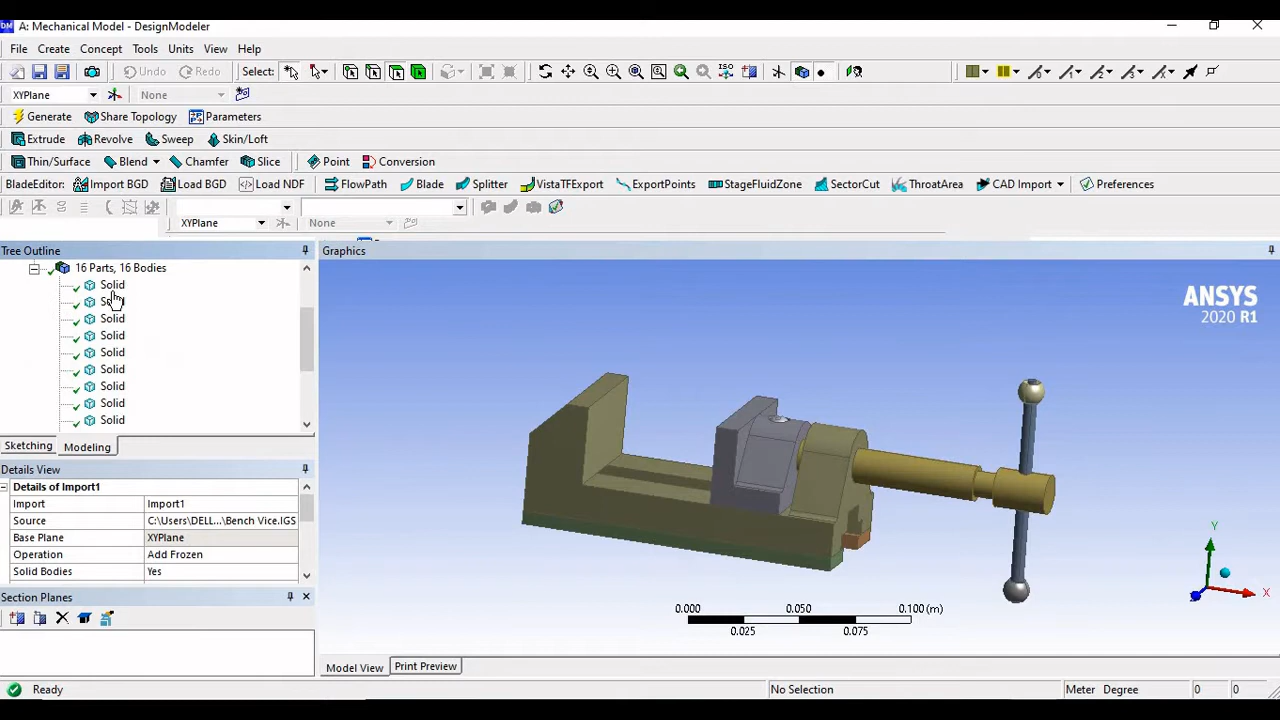 DM A: Mechanical Model - DesignModeler
File Create Concept Tools Units View Help
Undo Redo Select: ISO
XYPlane None
Generate Share Topology Parameters
Extrude Revolve Sweep Skin/Loft
Thin/Surface Blend Chamfer Slice Point Conversion
BladeEditor: Import BGD Load BGD Load NDF FlowPath Blade Splitter VistaTFExport ExportPoints StageFluidZone SectorCut ThroatArea CAD Import Preferences
XYPlane None
Tree Outline
16 Parts, 16 Bodies
Solid
Solid
Solid
Solid
Solid
Solid
Solid
Solid
Sketching Modeling
Details View
Details of Import1
Import Import1
Source C:\Users\DELL...\Bench Vice.IGS
Base Plane XYPlane
Operation Add Frozen
Solid Bodies Yes
Section Planes
Graphics
ANSYS
2020 R1
0.000 0.050 0.100 (m)
0.025 0.075
Y
X
Model View Print Preview
Ready No Selection Meter Degree 0 0